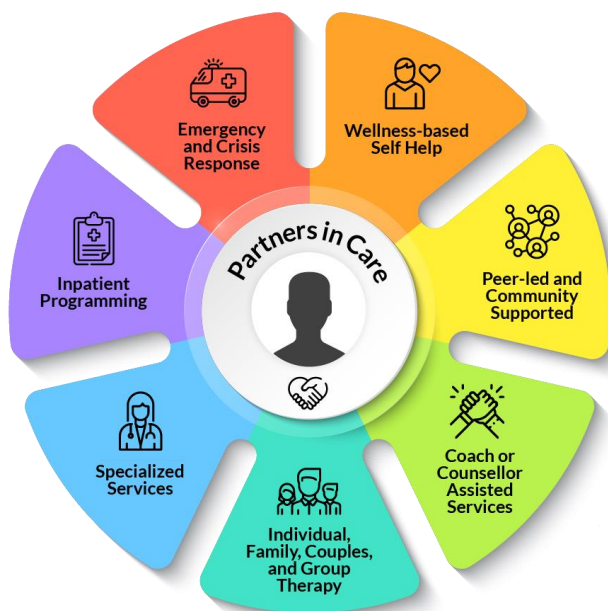 Partners in Care
Wellness-based
Self Help
Peer-led and
Community
Supported
Coach or
Counsellor
Assisted
Services
Individual,
Family, Couples,
and Group
Therapy
Specialized
Services
Inpatient
Programming
Emergency
and Crisis
Response